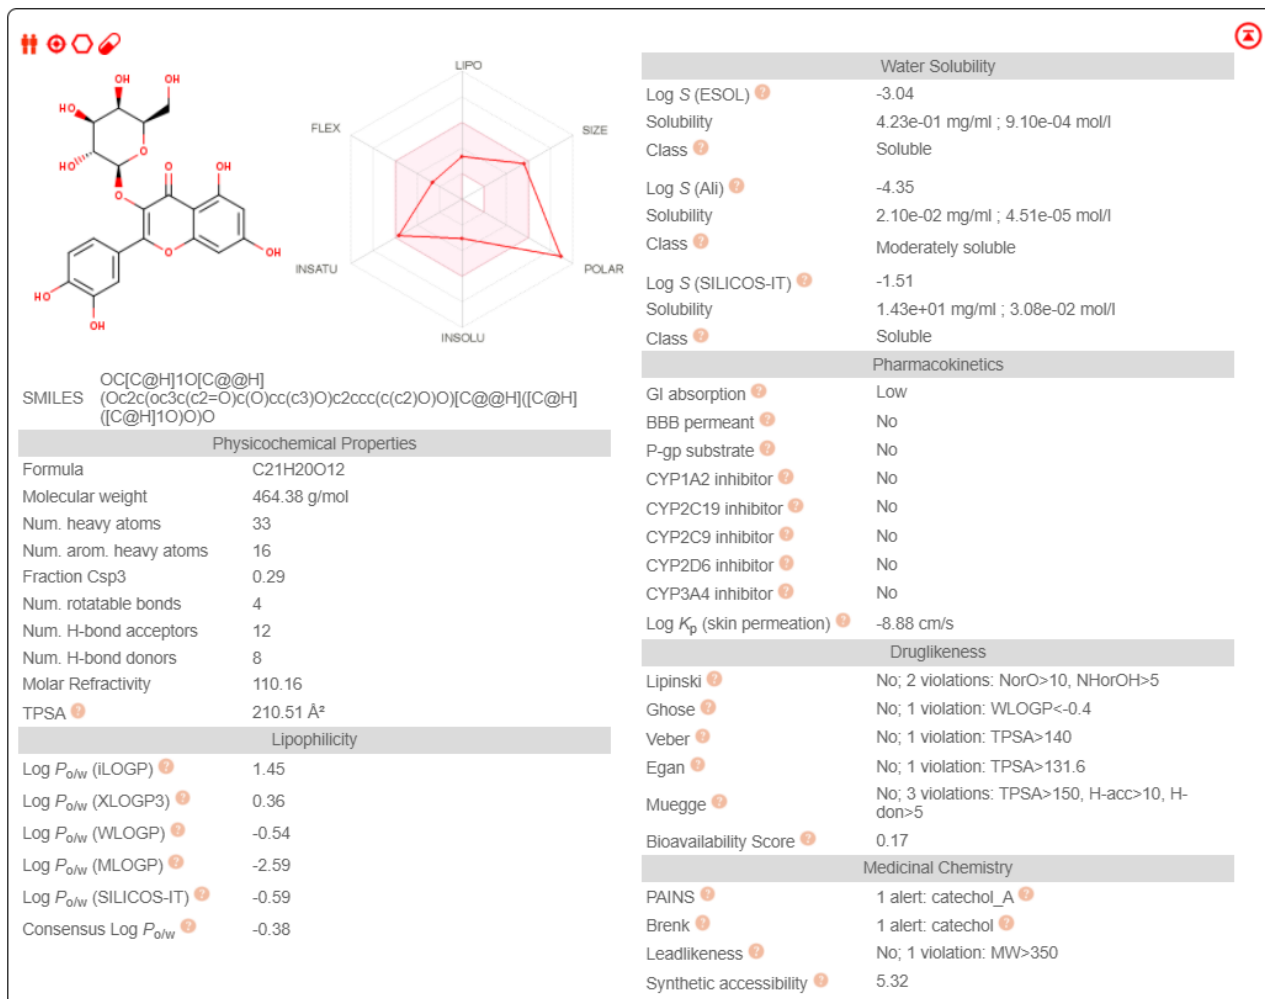 OH
OH
HO
HO
O
O
O
OH
O
OH
HO
OH
LIPO
FLEX
SIZE
INSATU
POLAR
INSOLU
SMILES OC[C@H]1O[C@@H]
(Oc2c(oc3c(c2=O)c(O)cc(c3)O)c2ccc(c(c2)O)O)[C@@H]([C@H]
([C@H]1O)O)O
Physicochemical Properties
Formula C21H20O12
Molecular weight 464.38 g/mol
Num. heavy atoms 33
Num. arom. heavy atoms 16
Fraction Csp3 0.29
Num. rotatable bonds 4
Num. H-bond acceptors 12
Num. H-bond donors 8
Molar Refractivity 110.16
TPSA ? 210.51 Å²
Lipophilicity
Log Po/w (iLOGP) ? 1.45
Log Po/w (XLOGP3) ? 0.36
Log Po/w (WLOGP) ? -0.54
Log Po/w (MLOGP) ? -2.59
Log Po/w (SILICOS-IT) ? -0.59
Consensus Log Po/w ? -0.38
Water Solubility
Log S (ESOL) ? -3.04
Solubility 4.23e-01 mg/ml ; 9.10e-04 mol/l
Class ? Soluble
Log S (Ali) ? -4.35
Solubility 2.10e-02 mg/ml ; 4.51e-05 mol/l
Class ? Moderately soluble
Log S (SILICOS-IT) ? -1.51
Solubility 1.43e+01 mg/ml ; 3.08e-02 mol/l
Class ? Soluble
Pharmacokinetics
GI absorption ? Low
BBB permeant ? No
P-gp substrate ? No
CYP1A2 inhibitor ? No
CYP2C19 inhibitor ? No
CYP2C9 inhibitor ? No
CYP2D6 inhibitor ? No
CYP3A4 inhibitor ? No
Log Kp (skin permeation) ? -8.88 cm/s
Druglikeness
Lipinski ? No; 2 violations: NorO>10, NHorOH>5
Ghose ? No; 1 violation: WLOGP<-0.4
Veber ? No; 1 violation: TPSA>140
Egan ? No; 1 violation: TPSA>131.6
Muegge ? No; 3 violations: TPSA>150, H-acc>10, H-
don>5
Bioavailability Score ? 0.17
Medicinal Chemistry
PAINS ? 1 alert: catechol_A ?
Brenk ? 1 alert: catechol ?
Leadlikeness ? No; 1 violation: MW>350
Synthetic accessibility ? 5.32